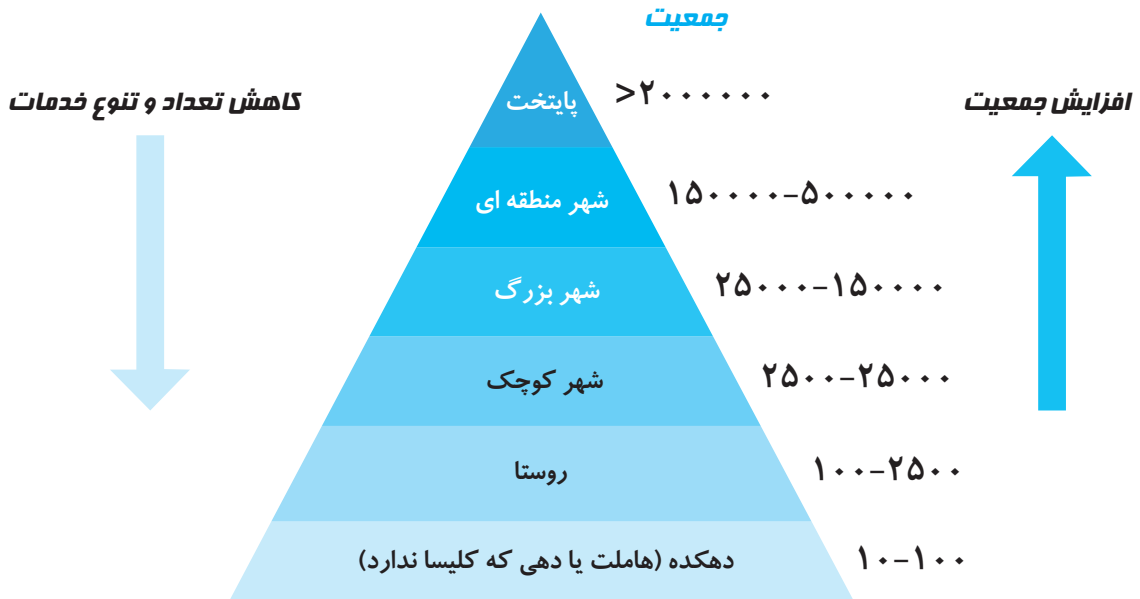 جمعیت
افزایش جمعیت
کاهش تعداد و تنوع خدمات
پایتخت
>۲۰۰۰۰۰۰
شهر منطقه ای
۱۵۰۰۰۰-۵۰۰۰۰۰
شهر بزرگ
۲۵۰۰۰-۱۵۰۰۰۰
شهر کوچک
۲۵۰۰-۲۵۰۰۰
روستا
۱۰۰-۲۵۰۰
دهکده (هاملت یا دهی که کلیسا ندارد)
۱۰-۱۰۰